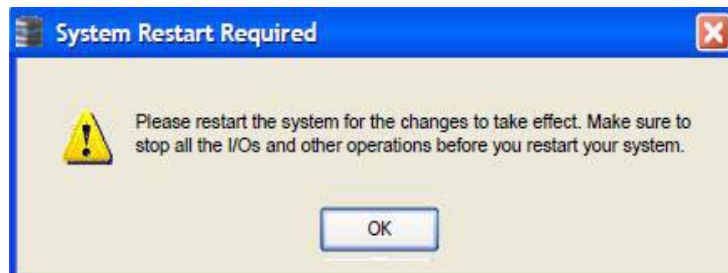 System Restart Required
Please restart the system for the changes to take effect. Make sure to
stop all the I/Os and other operations before you restart your system.
OK